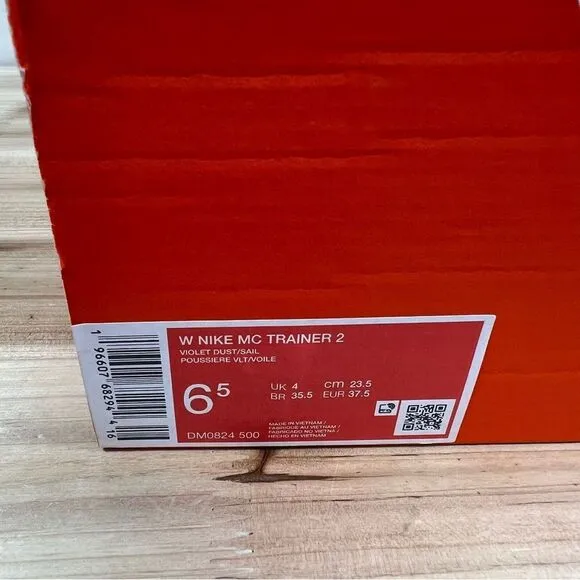 W NIKE MC TRAINER 2
VIOLET DUST/SAIL
POUSSIERE VLT/VOILE
6⁵
UK 4 cm 23.5
BR 35.5 EUR 37.5
DM0824 500
MADE IN VIETNAM /
FABRIQUE AU VIETNAM /
FABRICADO NO VIETNA /
HECHO EN VIETNAM
1 96607 68294 4 16